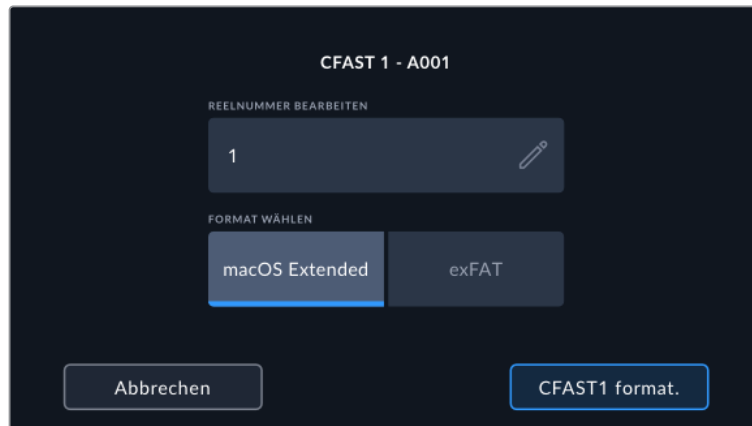 CFAST 1 - A001
REELNUMMER BEARBEITEN
1
FORMAT WÄHLEN
macOS Extended exFAT
Abbrechen CFAST1 format.